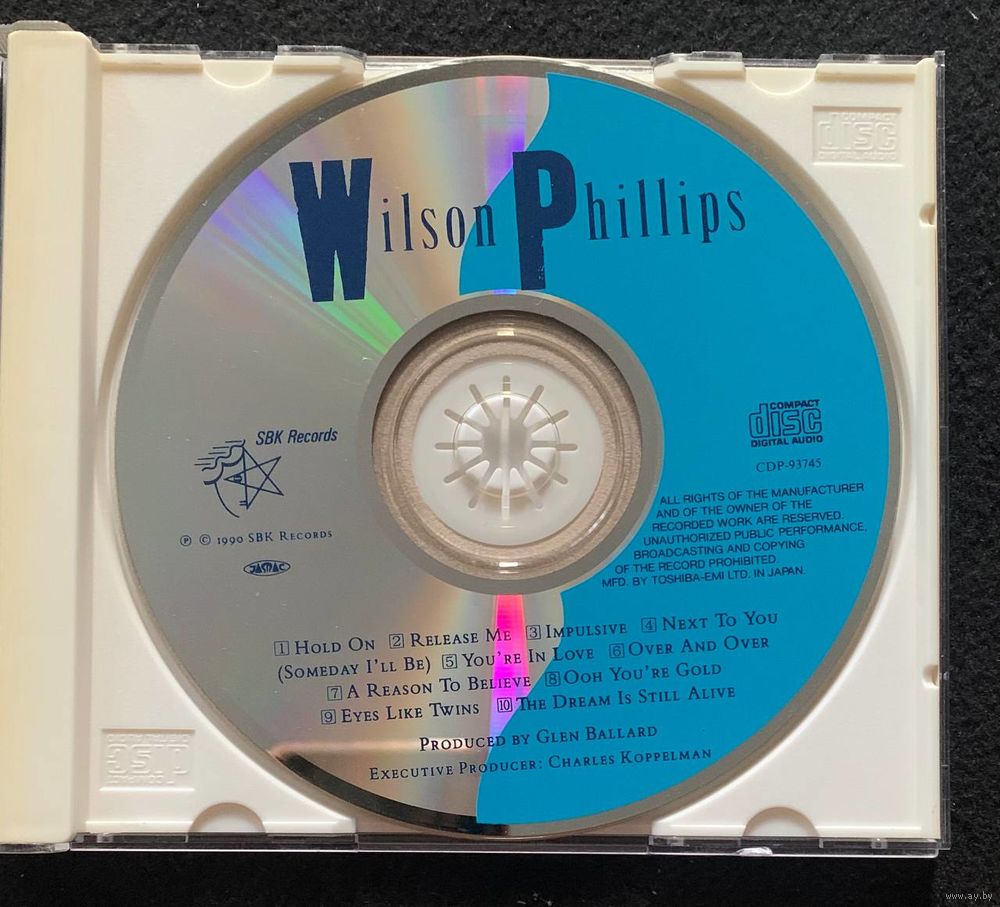 Wilson Phillips
COMPACT
disc
DIGITAL AUDIO
COMPACT
disc
DIGITAL AUDIO
CDP-93745
SBK Records
ALL RIGHTS OF THE MANUFACTURER
AND OF THE OWNER OF THE
RECORDED WORK ARE RESERVED.
UNAUTHORIZED PUBLIC PERFORMANCE,
BROADCASTING AND COPYING
OF THE RECORD PROHIBITED.
MFD. BY TOSHIBA-EMI LTD. IN JAPAN.
℗ © 1990 SBK RECORDS
JASRAC
1 HOLD ON 2 RELEASE ME 3 IMPULSIVE 4 NEXT TO YOU
(SOMEDAY I'LL BE) 5 YOU'RE IN LOVE 6 OVER AND OVER
7 A REASON TO BELIEVE 8 OOH YOU'RE GOLD
9 EYES LIKE TWINS 10 THE DREAM IS STILL ALIVE
PRODUCED BY GLEN BALLARD
EXECUTIVE PRODUCER: CHARLES KOPPELMAN
www.ay.by